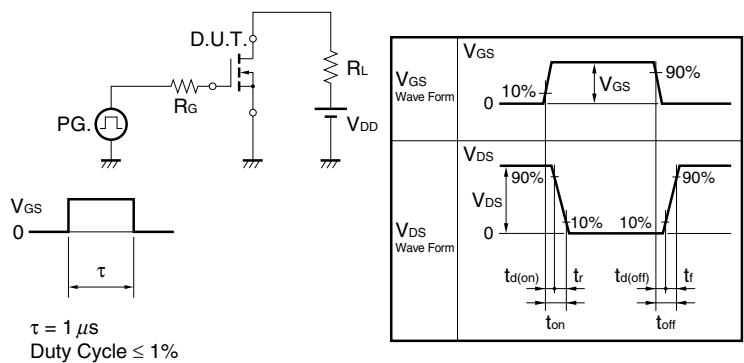 D.U.T.
RL
RG
PG.
VDD
VGS
0
τ
τ = 1 μs
Duty Cycle ≤ 1%
VGS
Wave Form
VGS
10%
VGS
90%
0
VDS
Wave Form
VDS
90%
90%
VDS
10%
10%
0
td(on)
tr
td(off)
tf
ton
toff